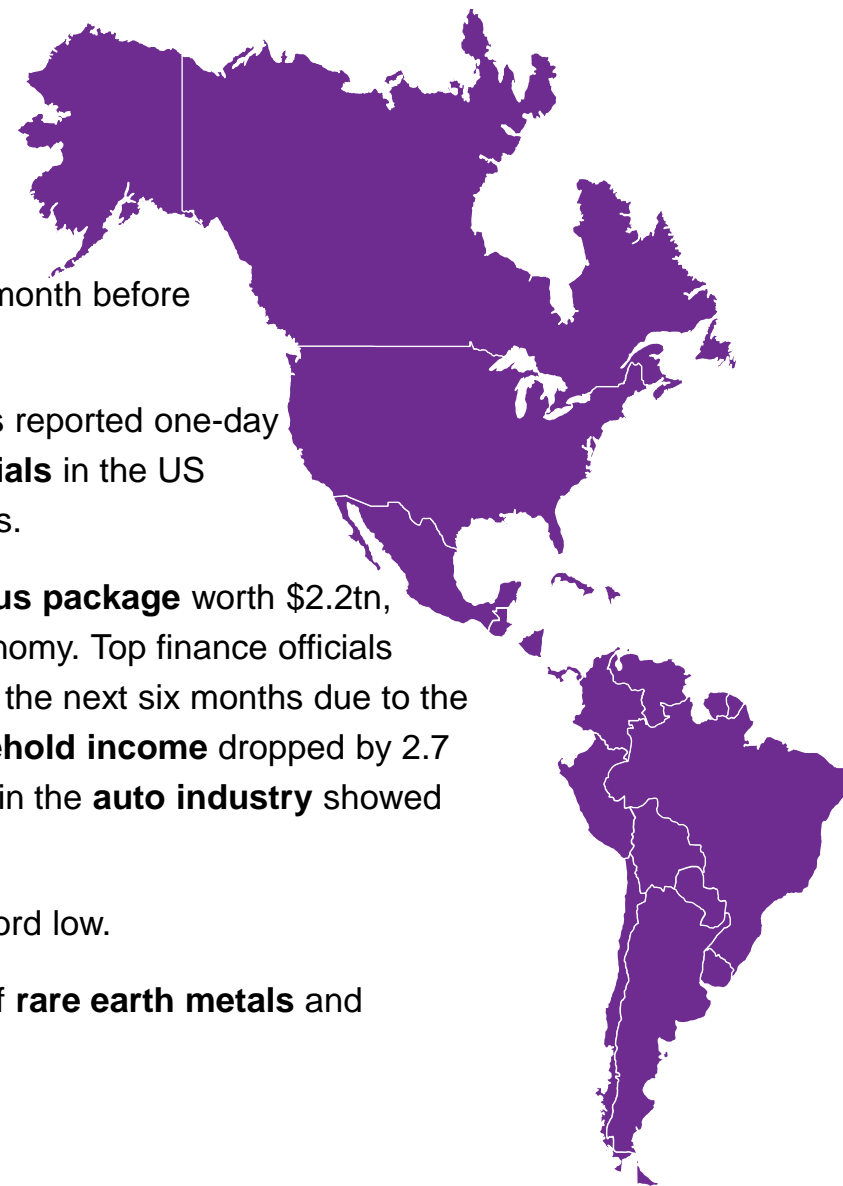 month before
s reported one-day
ials in the US
s.
us package worth $2.2tn,
nomy. Top finance officials
the next six months due to the
ehold income dropped by 2.7
in the auto industry showed
ord low.
f rare earth metals and